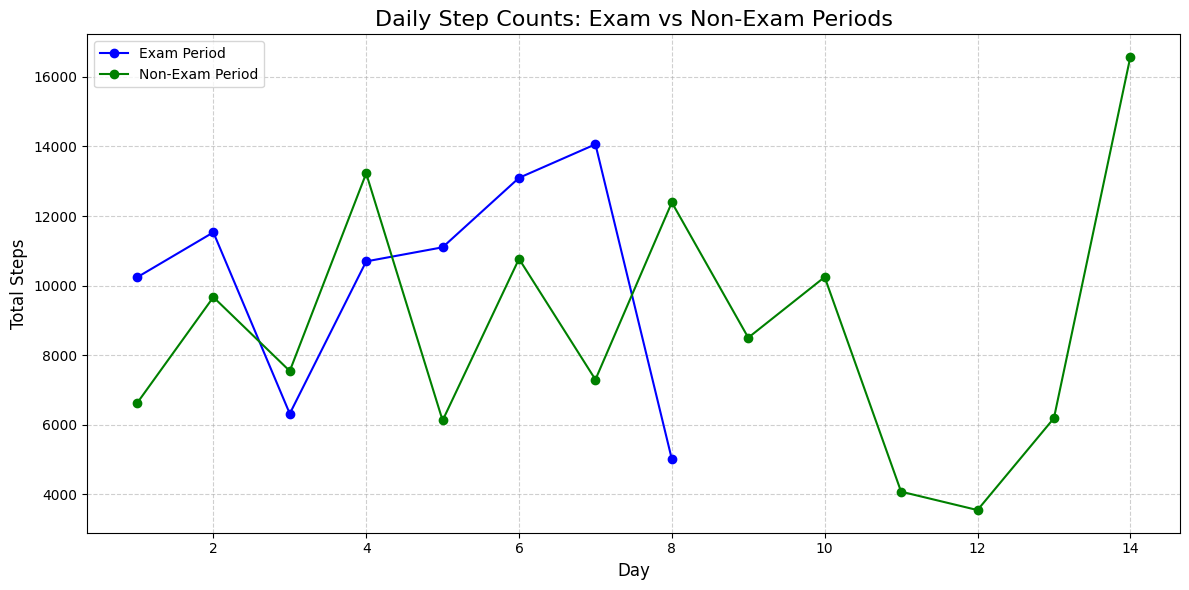 Daily Step Counts: Exam vs Non-Exam Periods
Exam Period
Non-Exam Period
Total Steps
16000
14000
12000
10000
8000
6000
4000
2 4 6 8 10 12 14
Day